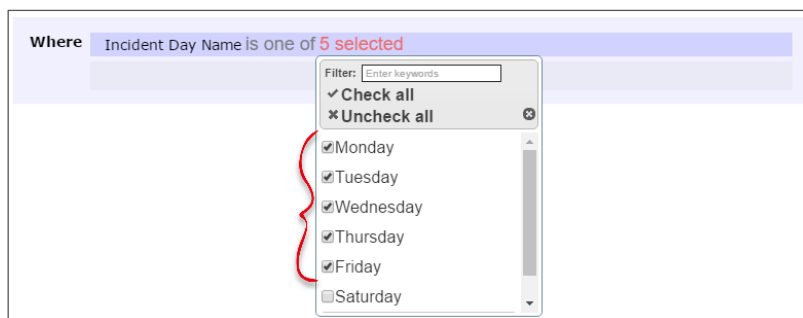 Where Incident Day Name is one of 5 selected
Filter: Enter keywords
Check all
Uncheck all
Monday
Tuesday
Wednesday
Thursday
Friday
Saturday